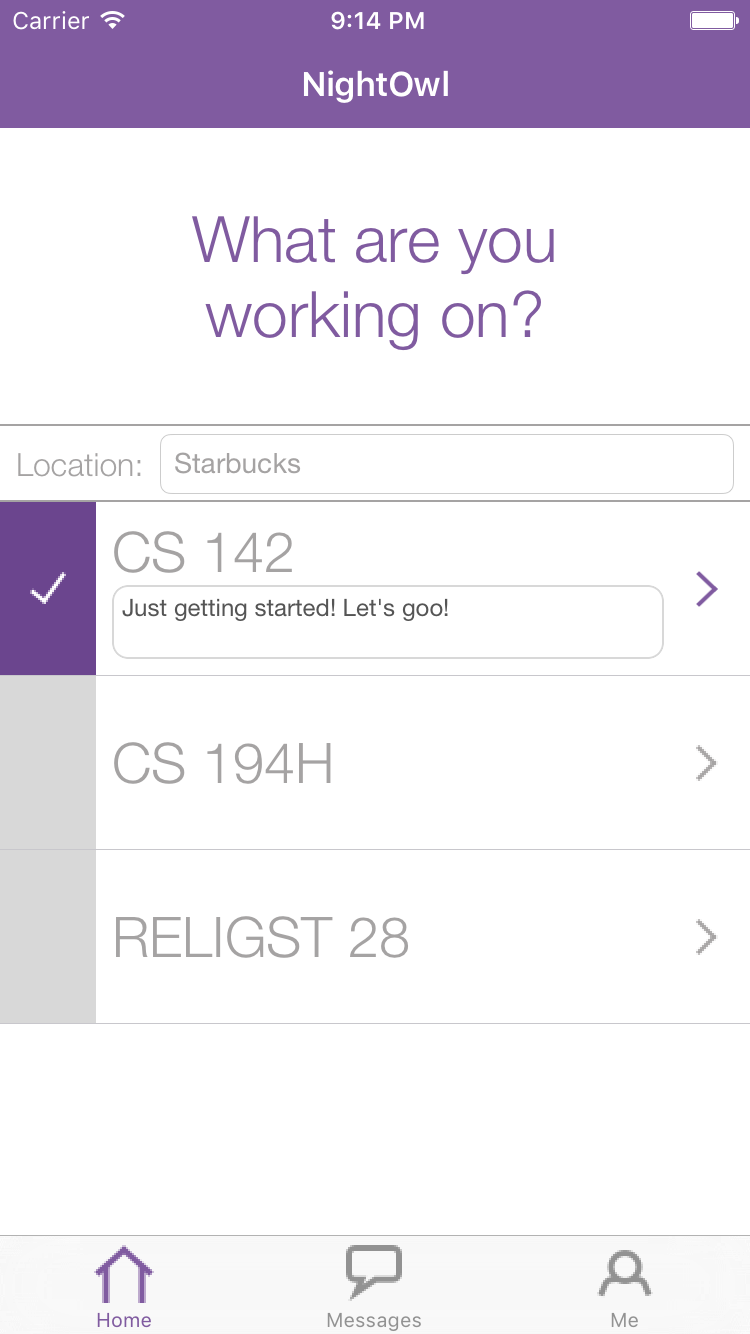 Carrier 9:14 PM
NightOwl
What are you
working on?
Location: Starbucks
CS 142
Just getting started! Let's goo!
CS 194H
RELIGST 28
Home Messages Me